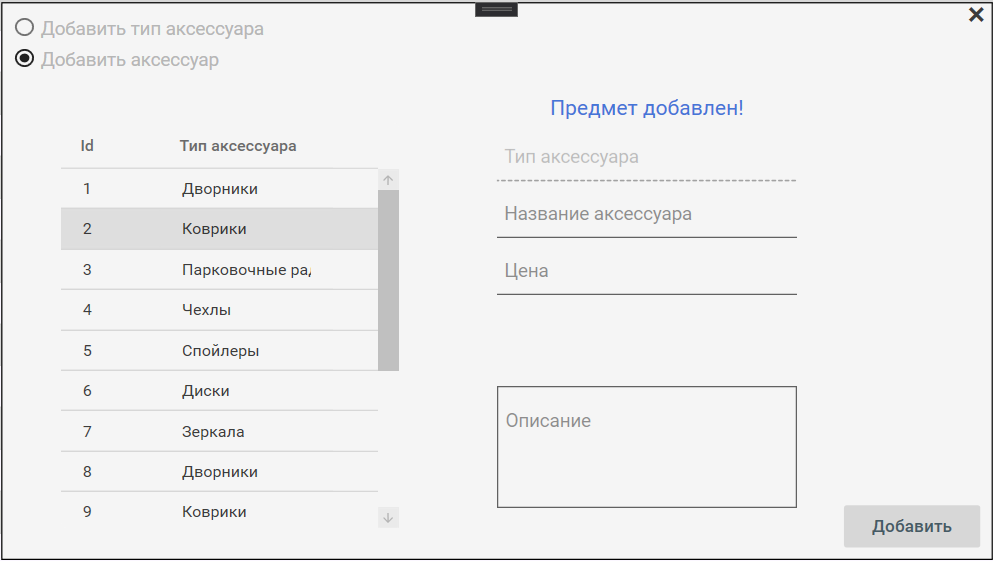 Добавить тип аксессуара
Добавить аксессуар
Предмет добавлен!
Id Тип аксессуара
1 Дворники
2 Коврики
3 Парковочные
4 Чехлы
5 Спойлеры
6 Диски
7 Зеркала
8 Дворники
9 Коврики
Тип аксессуара
Название аксессуара
Цена
Описание
Добавить